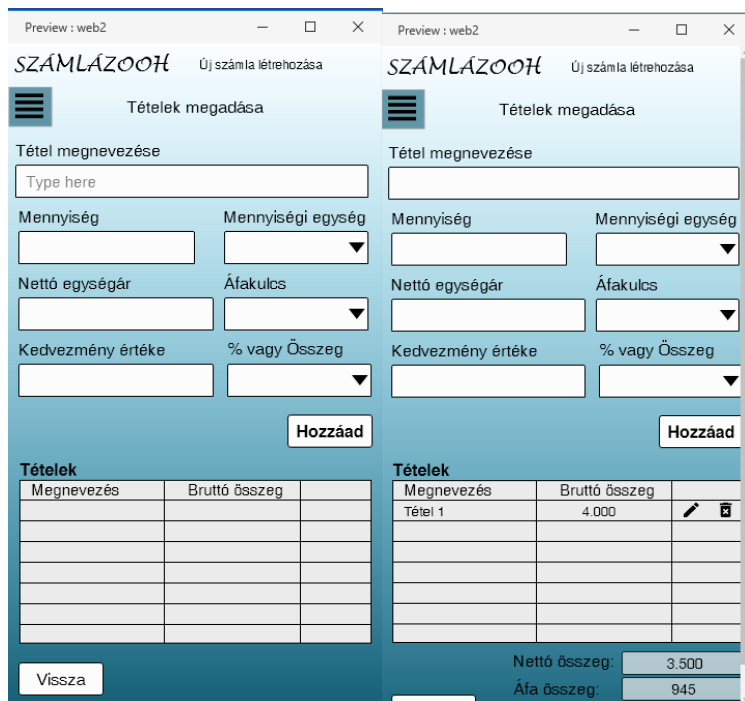 Preview : web2
SZÁMLÁZOOH Új számla létrehozása
Tételek megadása
Tétel megnevezése
Type here
Mennyiség Mennyiségi egység
Nettó egységár Áfakulcs
Kedvezmény értéke % vagy Összeg
Hozzáad
Tételek
Megnevezés Bruttó összeg
Vissza
Preview : web2
SZÁMLÁZOOH Új számla létrehozása
Tételek megadása
Tétel megnevezése
Mennyiség Mennyiségi egység
Nettó egységár Áfakulcs
Kedvezmény értéke % vagy Összeg
Hozzáad
Tételek
Megnevezés Bruttó összeg
Tétel 1 4.000
Nettó összeg: 3.500
Áfa összeg: 945